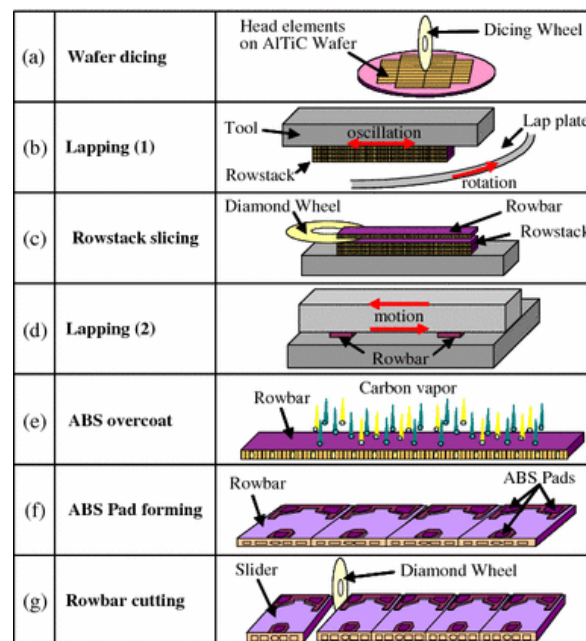 (a)
Wafer dicing
Head elements
on AlTiC Wafer
Dicing Wheel
(b)
Lapping (1)
Tool
oscillation
Lap plate
Rowstack
rotation
(c)
Rowstack slicing
Diamond Wheel
Rowbar
Rowstack
(d)
Lapping (2)
motion
Rowbar
(e)
ABS overcoat
Carbon vapor
Rowbar
(f)
ABS Pad forming
Rowbar
ABS Pads
(g)
Rowbar cutting
Slider
Diamond Wheel